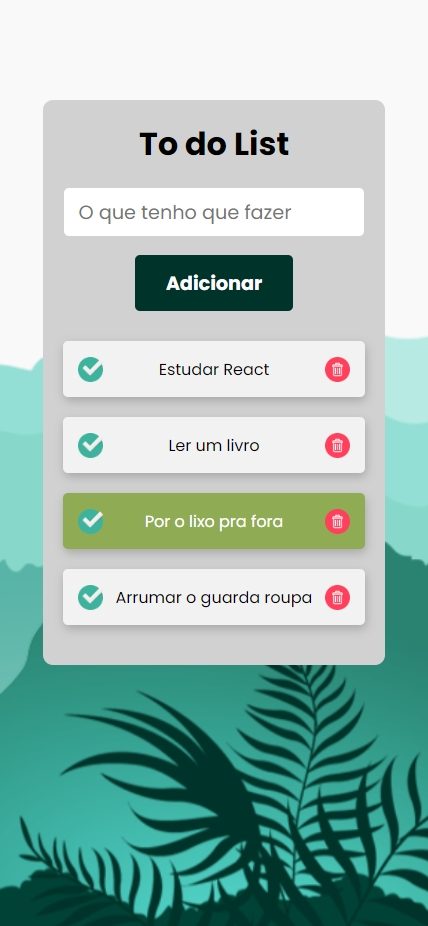 To do List
O que tenho que fazer
Adicionar
Estudar React
Ler um livro
Por o lixo pra fora
Arrumar o guarda roupa